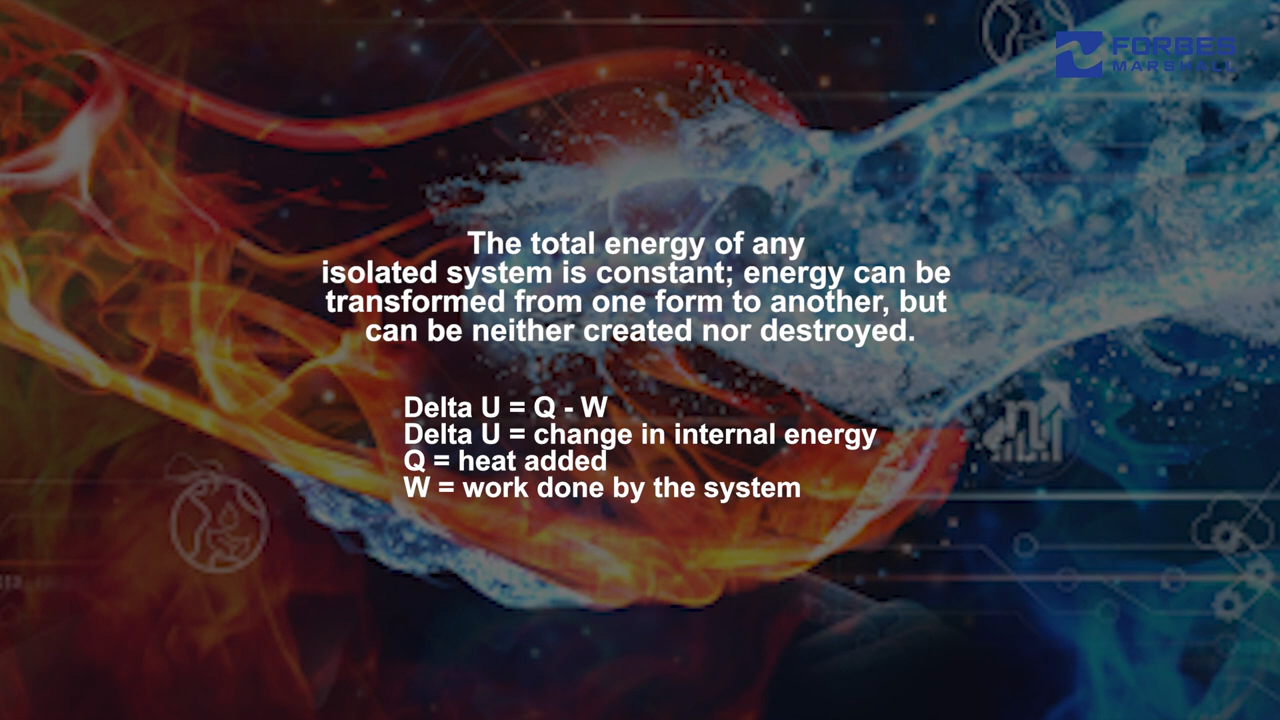 FORBES
MARSHALL
The total energy of any
isolated system is constant; energy can be
transformed from one form to another, but
can be neither created nor destroyed.
Delta U = Q - W
Delta U = change in internal energy
Q = heat added
W = work done by the system